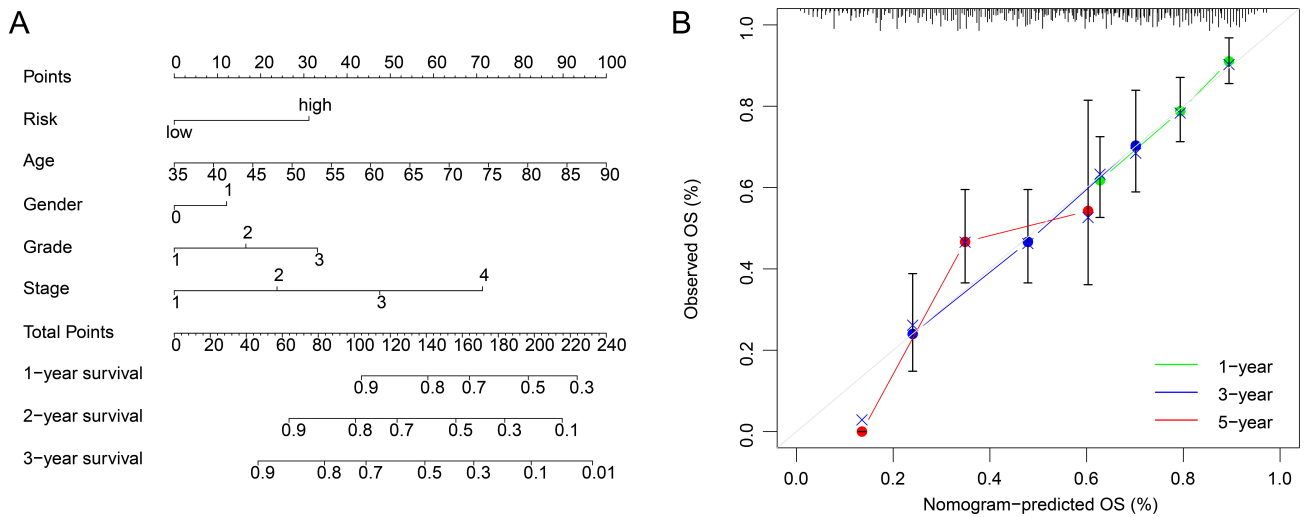 A
Points
0 10 20 30 40 50 60 70 80 90 100
Risk
high
low
Age
35 40 45 50 55 60 65 70 75 80 85 90
Gender
1
0
Grade
2
1 3
Stage
2 4
1 3
Total Points
0 20 40 60 80 100 120 140 160 180 200 220 240
1−year survival
0.9 0.8 0.7 0.5 0.3
2−year survival
0.9 0.8 0.7 0.5 0.3 0.1
3−year survival
0.9 0.8 0.7 0.5 0.3 0.1 0.01
B
Observed OS (%)
1.0
0.8
0.6
0.4
0.2
0.0
1−year
3−year
5−year
0.0 0.2 0.4 0.6 0.8 1.0
Nomogram−predicted OS (%)